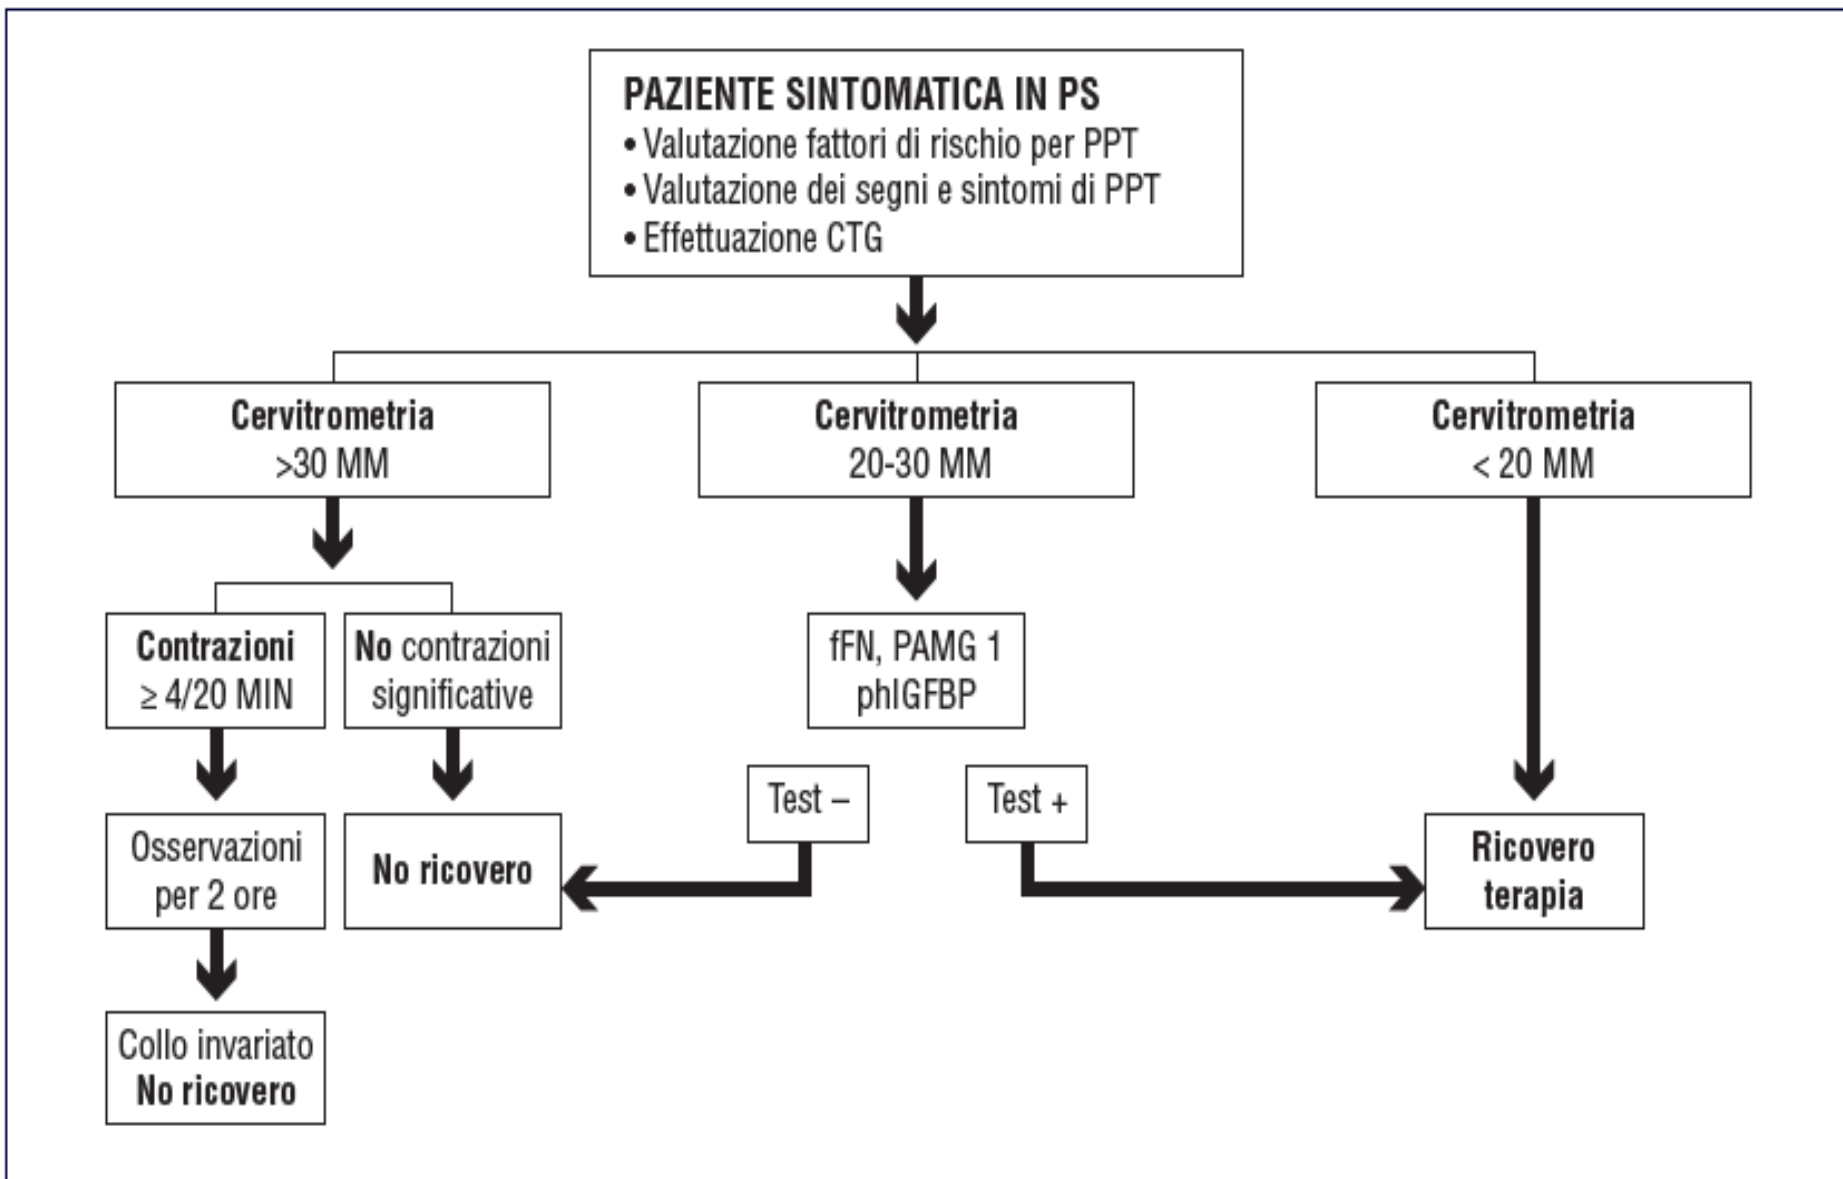 PAZIENTE SINTOMATICA IN PS
• Valutazione fattori di rischio per PPT
• Valutazione dei segni e sintomi di PPT
• Effettuazione CTG
Cervitrometria
>30 MM
Cervitrometria
20-30 MM
Cervitrometria
< 20 MM
Contrazioni
≥ 4/20 MIN
No contrazioni
significative
fFN, PAMG 1
phIGFBP
Test –
Test +
Osservazioni
per 2 ore
No ricovero
Ricovero
terapia
Collo invariato
No ricovero